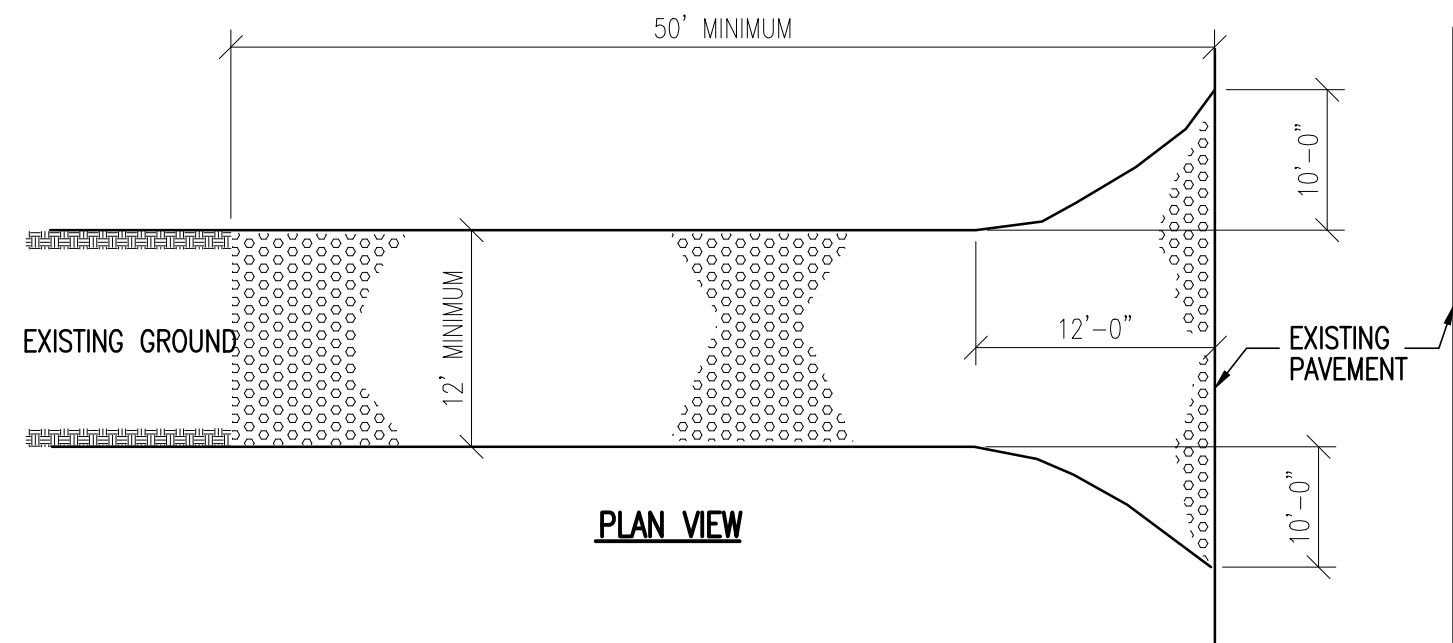 50' MINIMUM
10'-0"
12' MINIMUM
EXISTING GROUND
12'-0"
EXISTING
PAVEMENT
10'-0"
PLAN VIEW